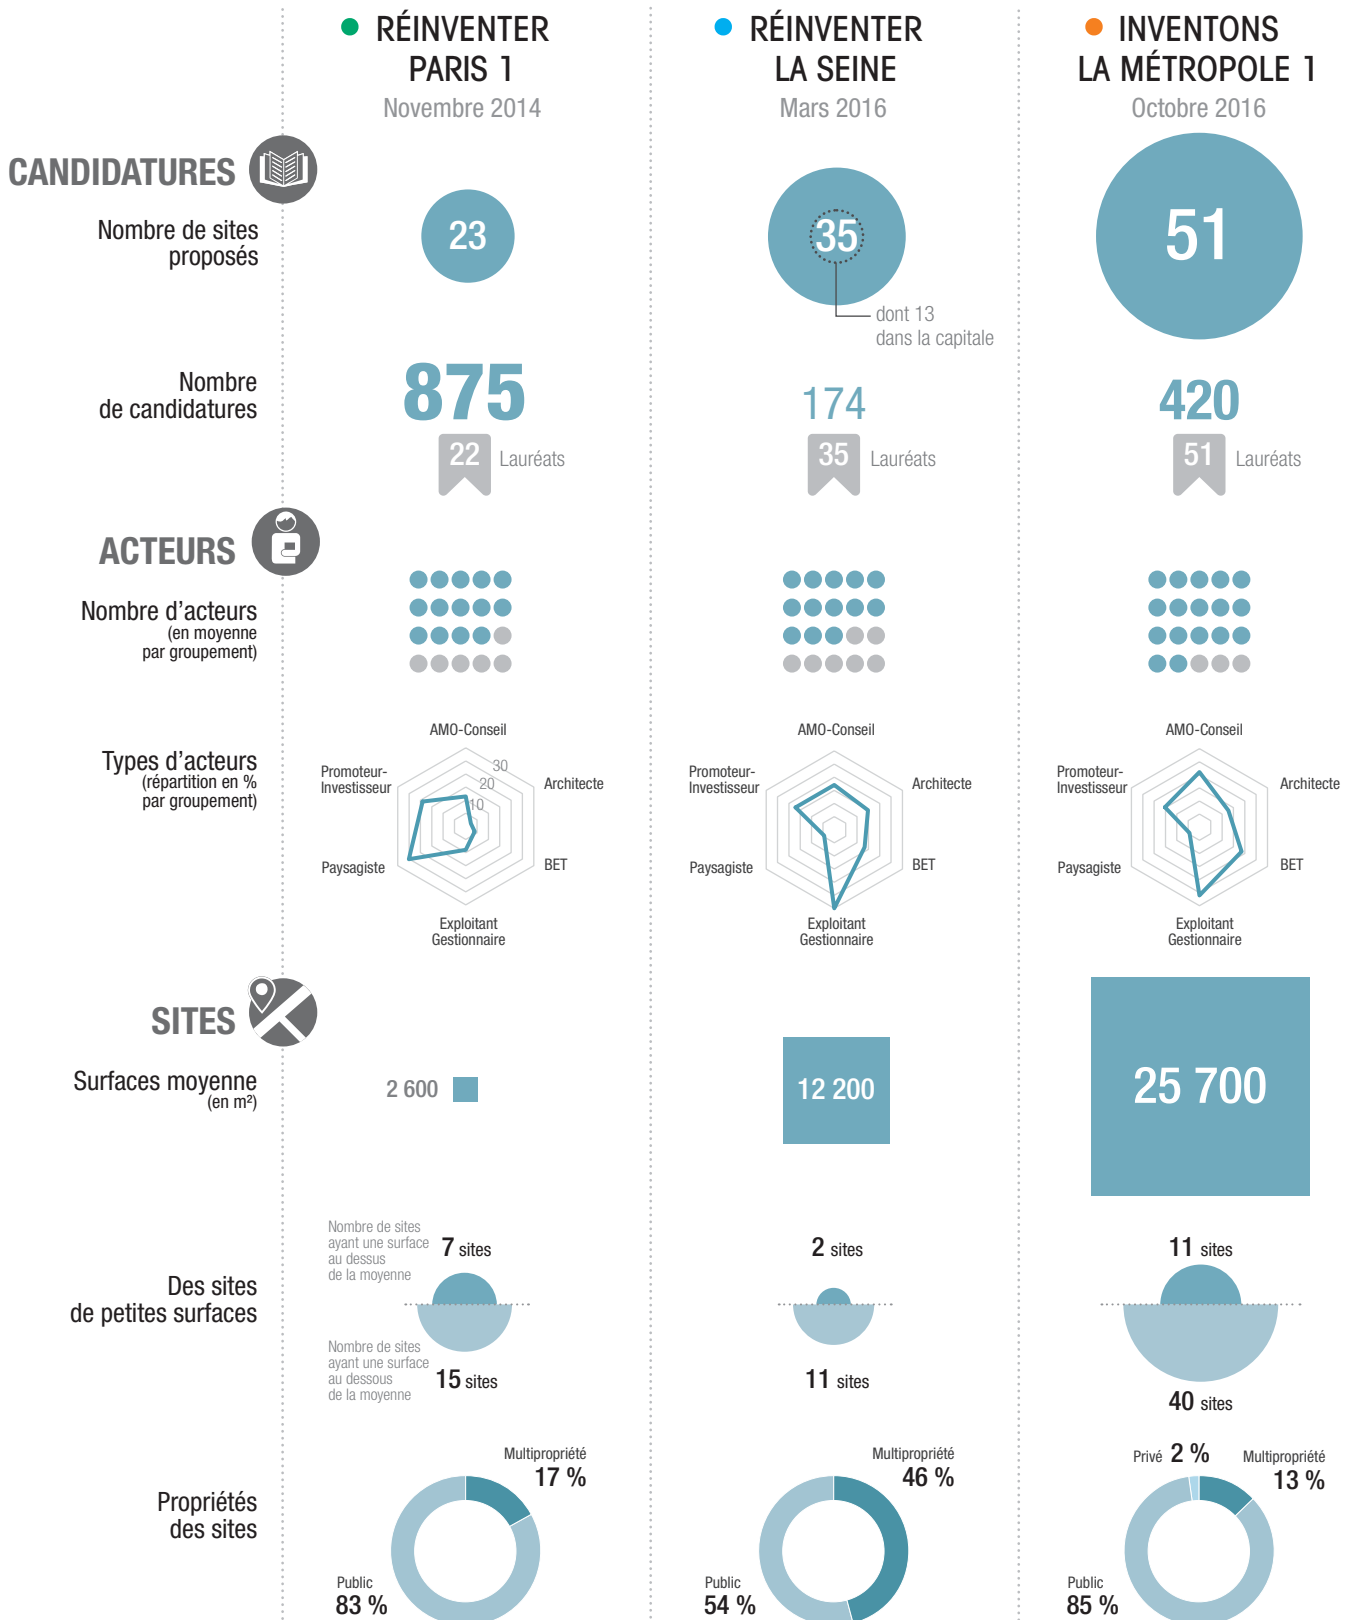 RÉINVENTER
PARIS 1
Novembre 2014
RÉINVENTER
LA SEINE
Mars 2016
INVENTONS
LA MÉTROPOLE 1
Octobre 2016
CANDIDATURES
Nombre de sites
proposés
23
35
dont 13
dans la capitale
51
Nombre
de candidatures
875
22 Lauréats
174
35 Lauréats
420
51 Lauréats
ACTEURS
Nombre d'acteurs
(en moyenne
par groupement)
Types d'acteurs
(répartition en %
par groupement)
AMO-Conseil
Architecte
BET
Exploitant
Gestionnaire
Paysagiste
Promoteur-
Investisseur
30
20
10
AMO-Conseil
Architecte
BET
Exploitant
Gestionnaire
Paysagiste
Promoteur-
Investisseur
AMO-Conseil
Architecte
BET
Exploitant
Gestionnaire
Paysagiste
Promoteur-
Investisseur
SITES
Surfaces moyenne
(en m²)
2 600
12 200
25 700
Des sites
de petites surfaces
Nombre de sites
ayant une surface
au dessus
de la moyenne
7 sites
Nombre de sites
ayant une surface
au dessous
de la moyenne
15 sites
2 sites
11 sites
11 sites
40 sites
Propriétés
des sites
Multipropriété
17 %
Public
83 %
Multipropriété
46 %
Public
54 %
Privé 2 %
Multipropriété
13 %
Public
85 %